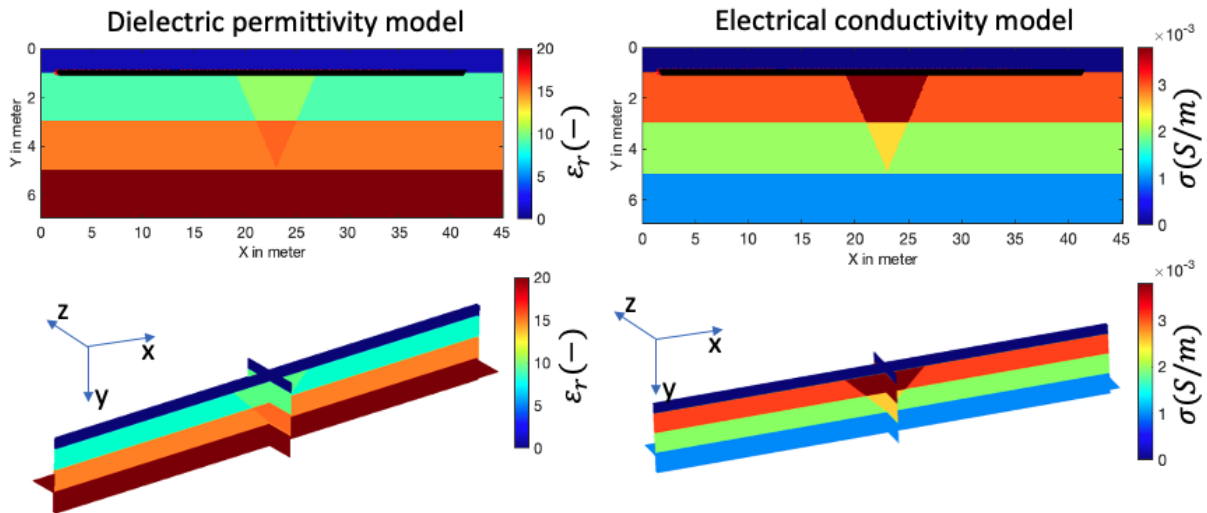 Dielectric permittivity model
Electrical conductivity model
0
2
4
6
Y in meter
0 5 10 15 20 25 30 35 40 45
X in meter
20
15
10
5
0
εr(−)
×10⁻³
0
2
4
6
Y in meter
0 5 10 15 20 25 30 35 40 45
X in meter
3
2
1
0
σ(S/m)
z
x
y
20
15
10
5
0
εr(−)
z
x
y
×10⁻³
3
2
1
0
σ(S/m)